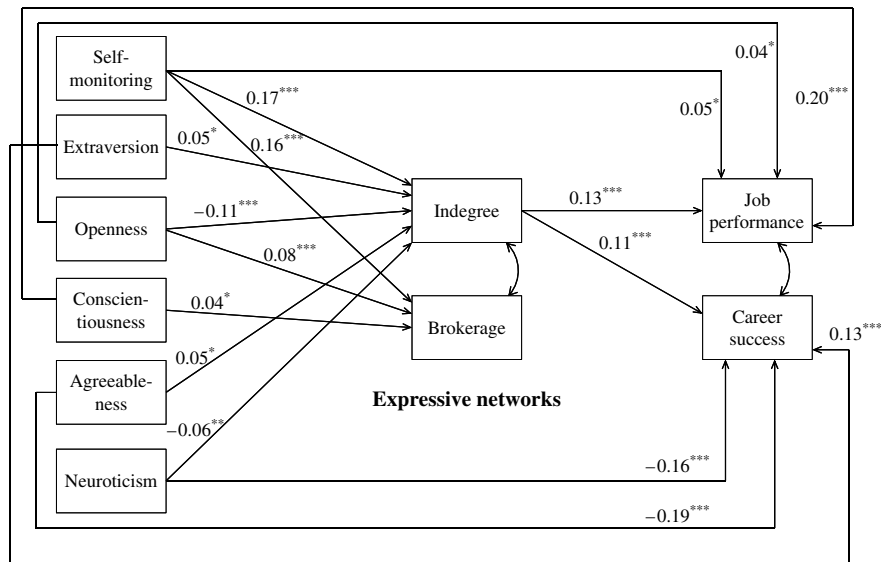 Self-
monitoring
Extraversion
Openness
Conscien-
tiousness
Agreeable-
ness
Neuroticism
0.17***
0.05*
0.16***
−0.11***
0.08***
0.04*
0.05*
−0.06**
Indegree
Brokerage
Expressive networks
0.13***
0.11***
0.04*
0.05*
0.20***
Job
performance
Career
success
0.13***
−0.16***
−0.19***